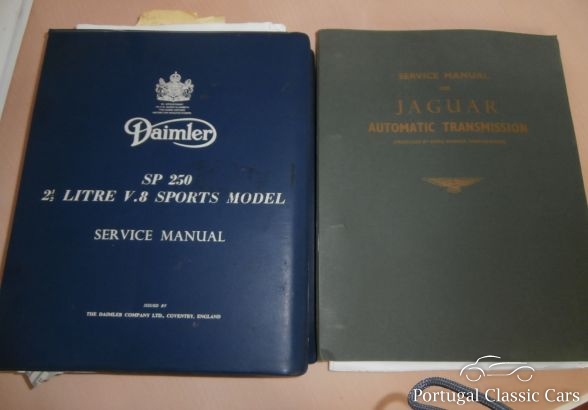 Daimler
SP 250
2½ LITRE V.8 SPORTS MODEL
SERVICE MANUAL
ISSUED BY
THE DAIMLER COMPANY LTD., COVENTRY, ENGLAND
SERVICE MANUAL
FOR
JAGUAR
AUTOMATIC TRANSMISSION
Portugal Classic Cars